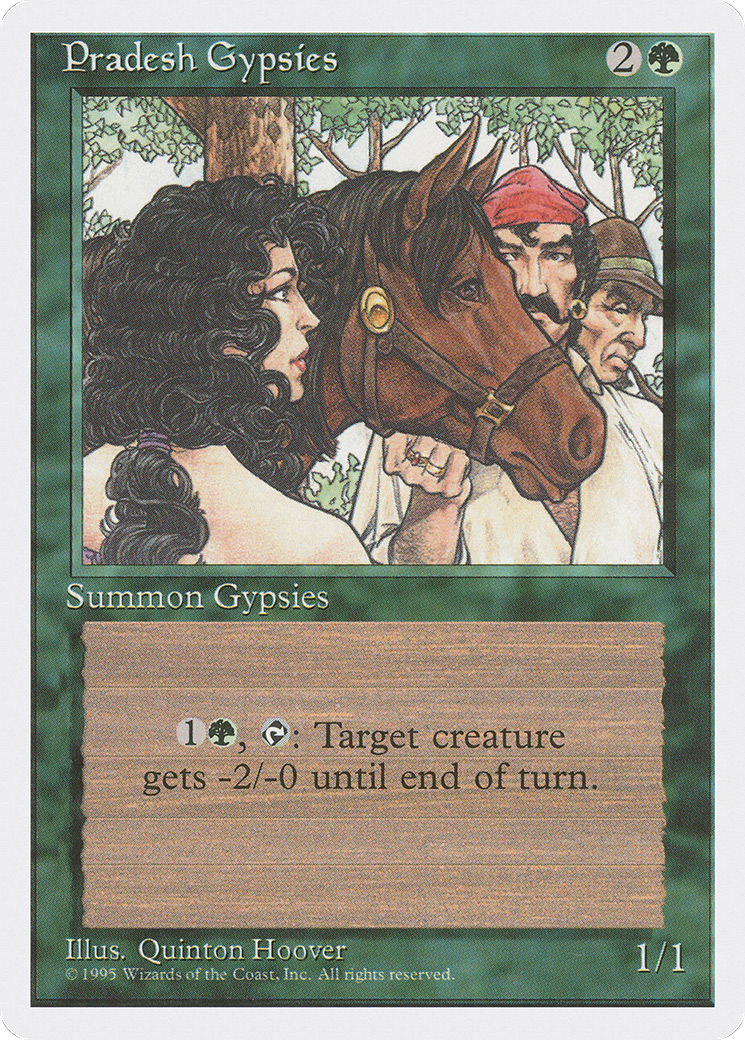 Pradesh Gypsies 2
Summon Gypsies
1, : Target creature
gets -2/-0 until end of turn.
Illus. Quinton Hoover
© 1995 Wizards of the Coast, Inc. All rights reserved.
1/1